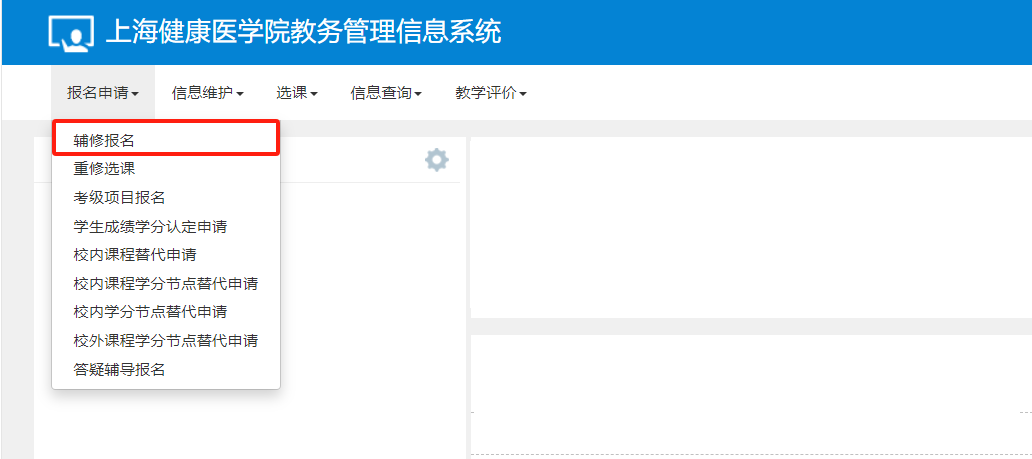 上海健康医学院教务管理信息系统
报名申请 信息维护 选课 信息查询 教学评价
辅修报名
重修选课
考级项目报名
学生成绩学分认定申请
校内课程替代申请
校内课程学分节点替代申请
校内学分节点替代申请
校外课程学分节点替代申请
答疑辅导报名